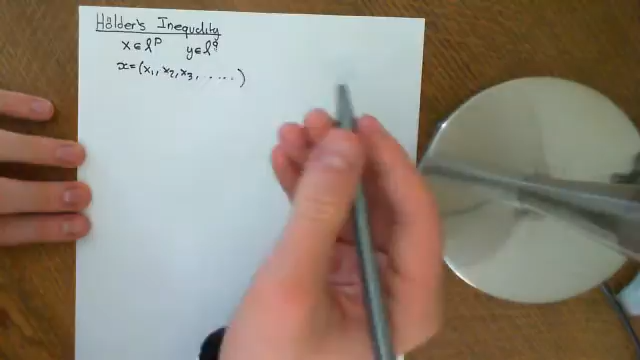 Hölder's Inequality
x ∈ l^p y ∈ l^q
x = (x₁, x₂, x₃, .....)